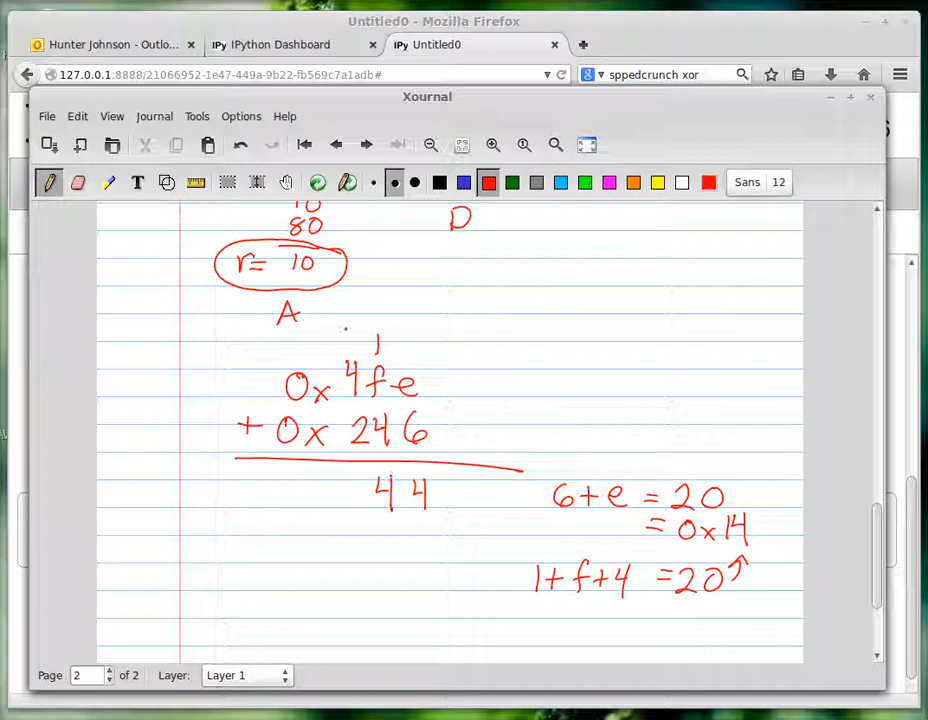 Untitled0 - Mozilla Firefox
Hunter Johnson - Outlo...
IPython Dashboard
IPy Untitled0
127.0.0.1:8888/21066952-1e47-449a-9b22-fb569c7a1adb#
sppedcrunch xor
Xournal
File Edit View Journal Tools Options Help
Sans 12
80
D
r= 10
A
1
0x 4fe
+ 0x 246
44
6+e = 20
= 0x14
1+f+4 =20
Page 2 of 2 Layer: Layer 1